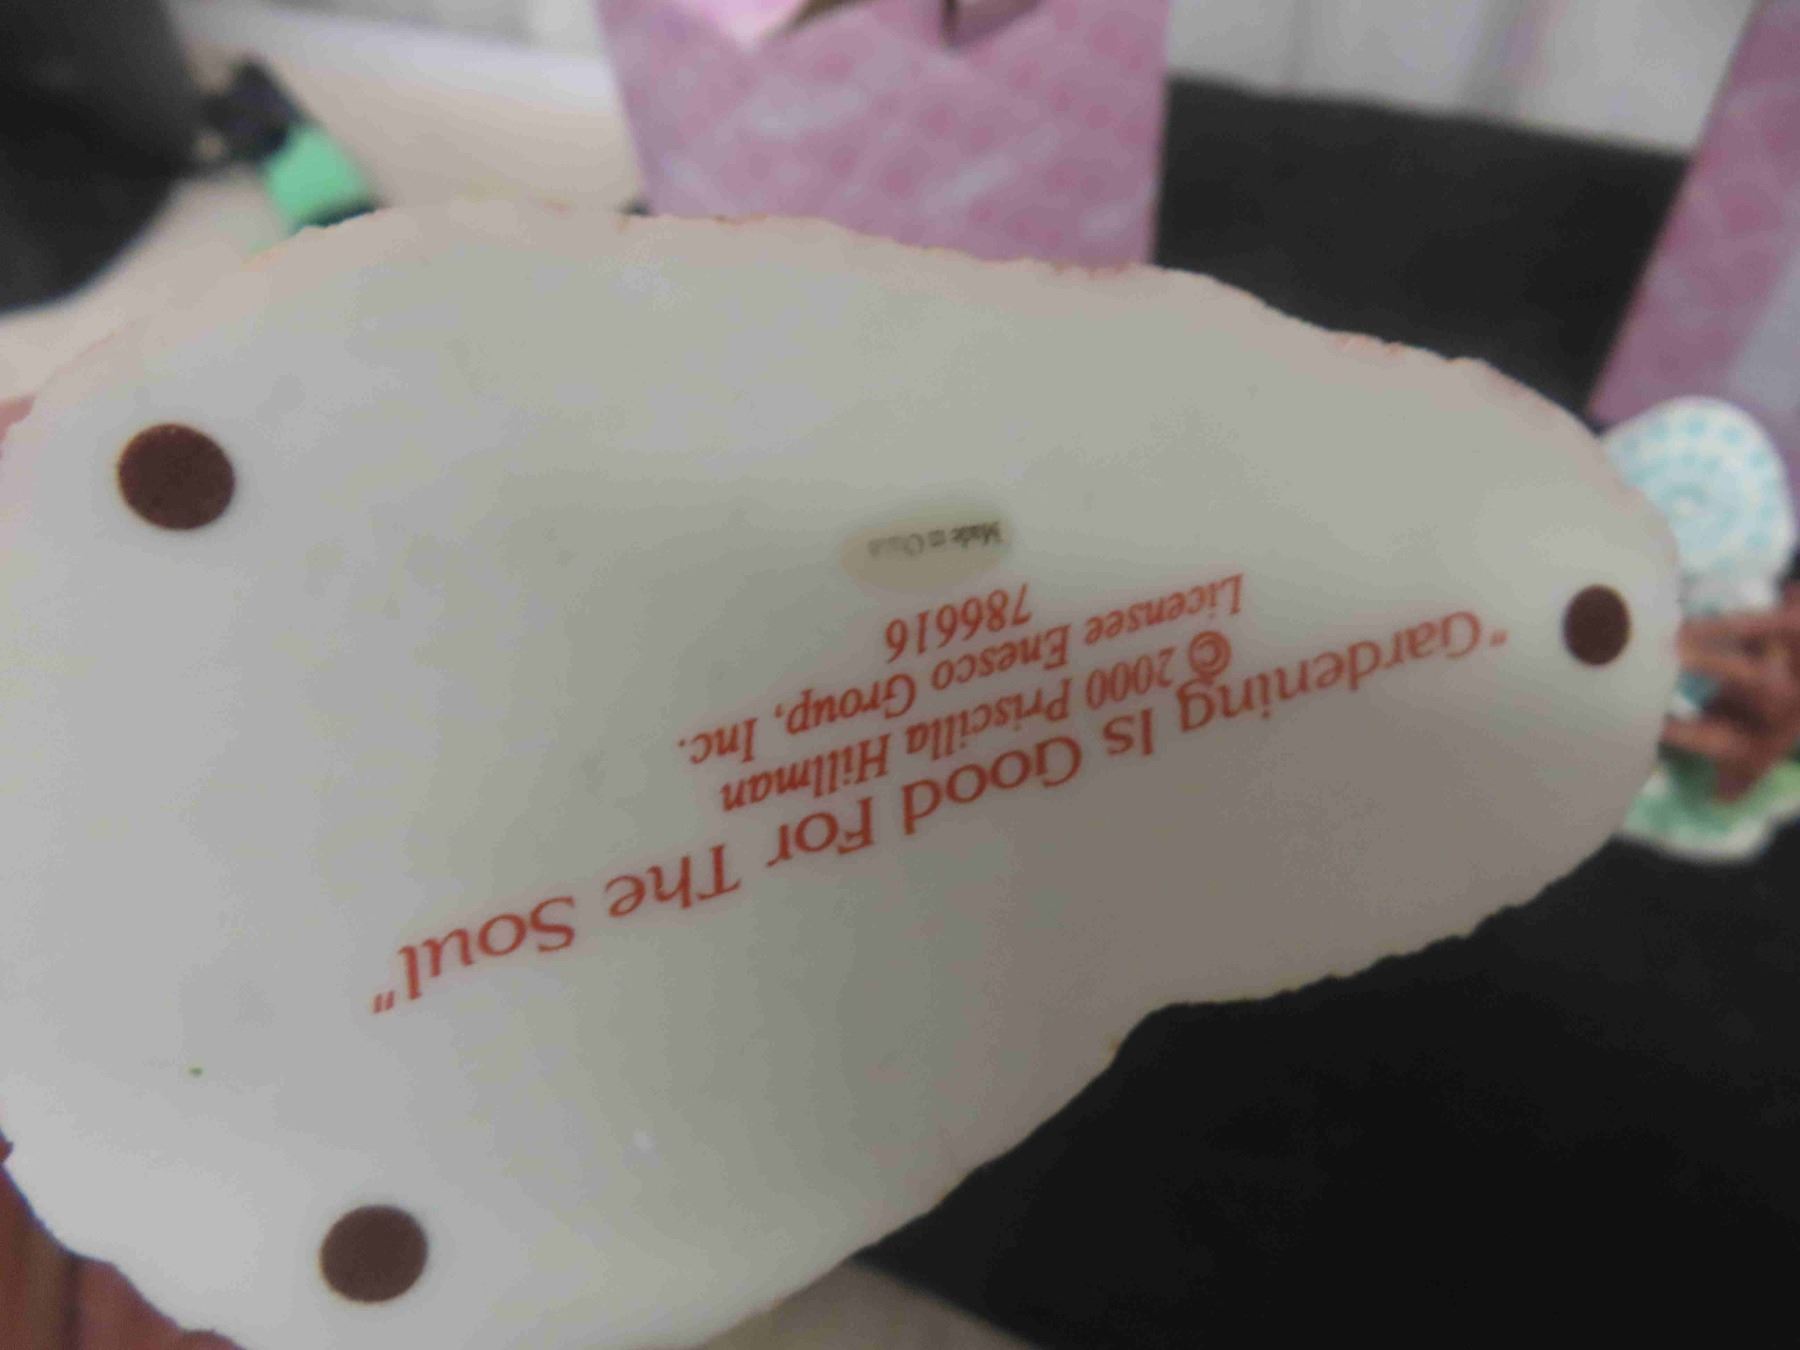 "Gardening Is Good For The Soul"
© 2000 Priscilla Hillman
Licensee Enesco Group, Inc.
786616
Made in China